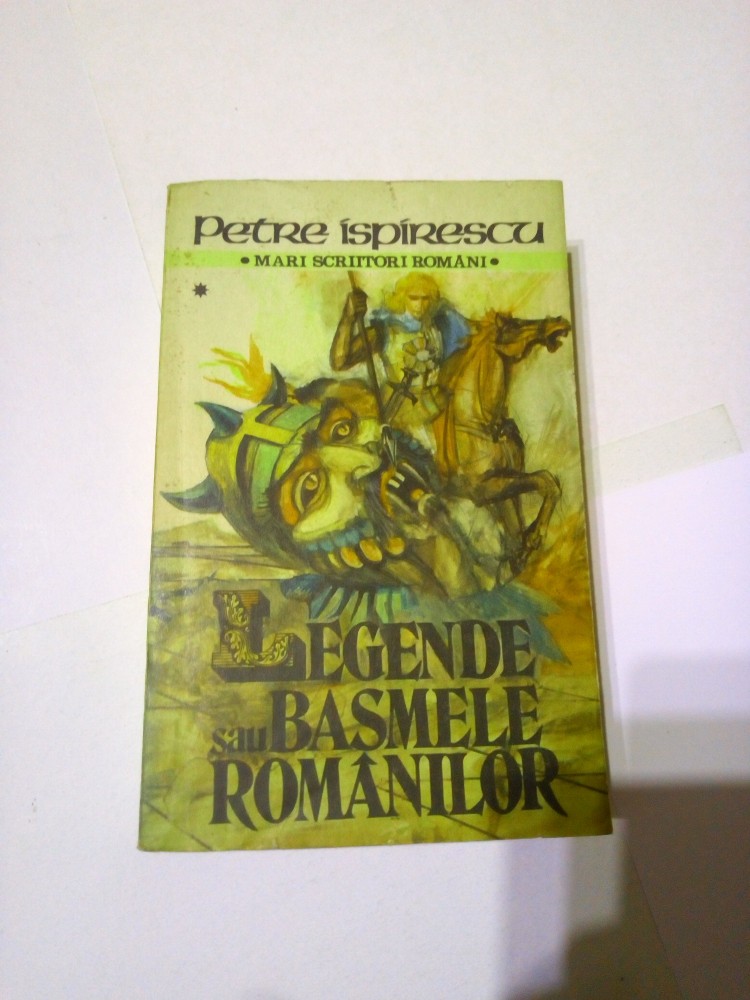 Petre ispirescu
• MARI SCRIITORI ROMÂNI •
*
LEGENDE
sau BASMELE
ROMÂNILOR